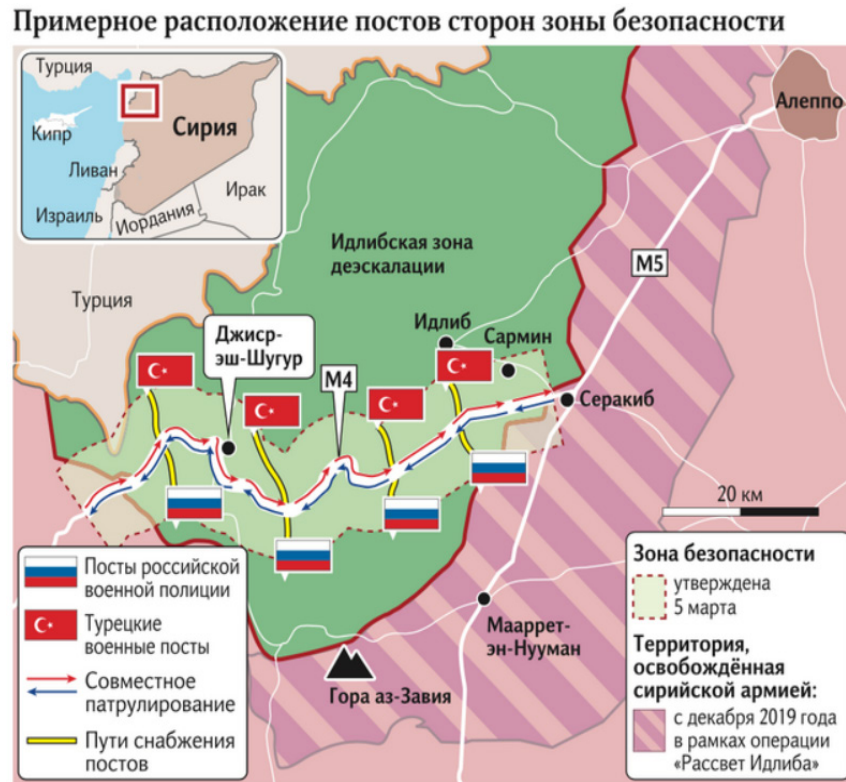 Примерное расположение постов сторон зоны безопасности
Турция
Кипр
Сирия
Ливан
Израиль
Иордания
Ирак
Алеппо
Идлибская зона
деэскалации
M5
Турция
Джиср-
эш-Шугур
Идлиб
Сармин
M4
Серакиб
20 км
Мааррет-
эн-Нууман
Гора аз-Завия
Посты российской
военной полиции
Турецкие
военные посты
Совместное
патрулирование
Пути снабжения
постов
Зона безопасности
утверждена
5 марта
Территория,
освобождённая
сирийской армией:
с декабря 2019 года
в рамках операции
«Рассвет Идлиба»